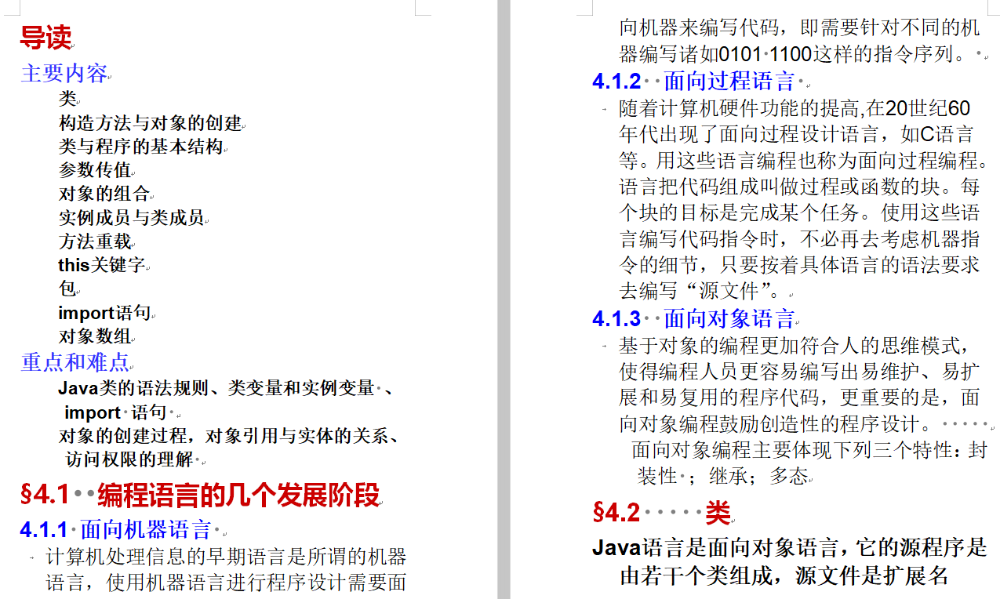 导读
主要内容
类
构造方法与对象的创建
类与程序的基本结构
参数传值
对象的组合
实例成员与类成员
方法重载
this关键字
包
import语句
对象数组
重点和难点
Java类的语法规则、类变量和实例变量 、
import 语句
对象的创建过程，对象引用与实体的关系、
访问权限的理解
§4.1  编程语言的几个发展阶段
4.1.1 面向机器语言
计算机处理信息的早期语言是所谓的机器
语言，使用机器语言进行程序设计需要面
向机器来编写代码，即需要针对不同的机
器编写诸如0101 1100这样的指令序列。
4.1.2  面向过程语言
随着计算机硬件功能的提高,在20世纪60
年代出现了面向过程设计语言，如C语言
等。用这些语言编程也称为面向过程编程。
语言把代码组成叫做过程或函数的块。每
个块的目标是完成某个任务。使用这些语
言编写代码指令时，不必再去考虑机器指
令的细节，只要按着具体语言的语法要求
去编写“源文件”。
4.1.3  面向对象语言
基于对象的编程更加符合人的思维模式，
使得编程人员更容易编写出易维护、易扩
展和易复用的程序代码，更重要的是，面
向对象编程鼓励创造性的程序设计。
面向对象编程主要体现下列三个特性：封
装性 ；继承；多态
§4.2     类
Java语言是面向对象语言，它的源程序是
由若干个类组成，源文件是扩展名